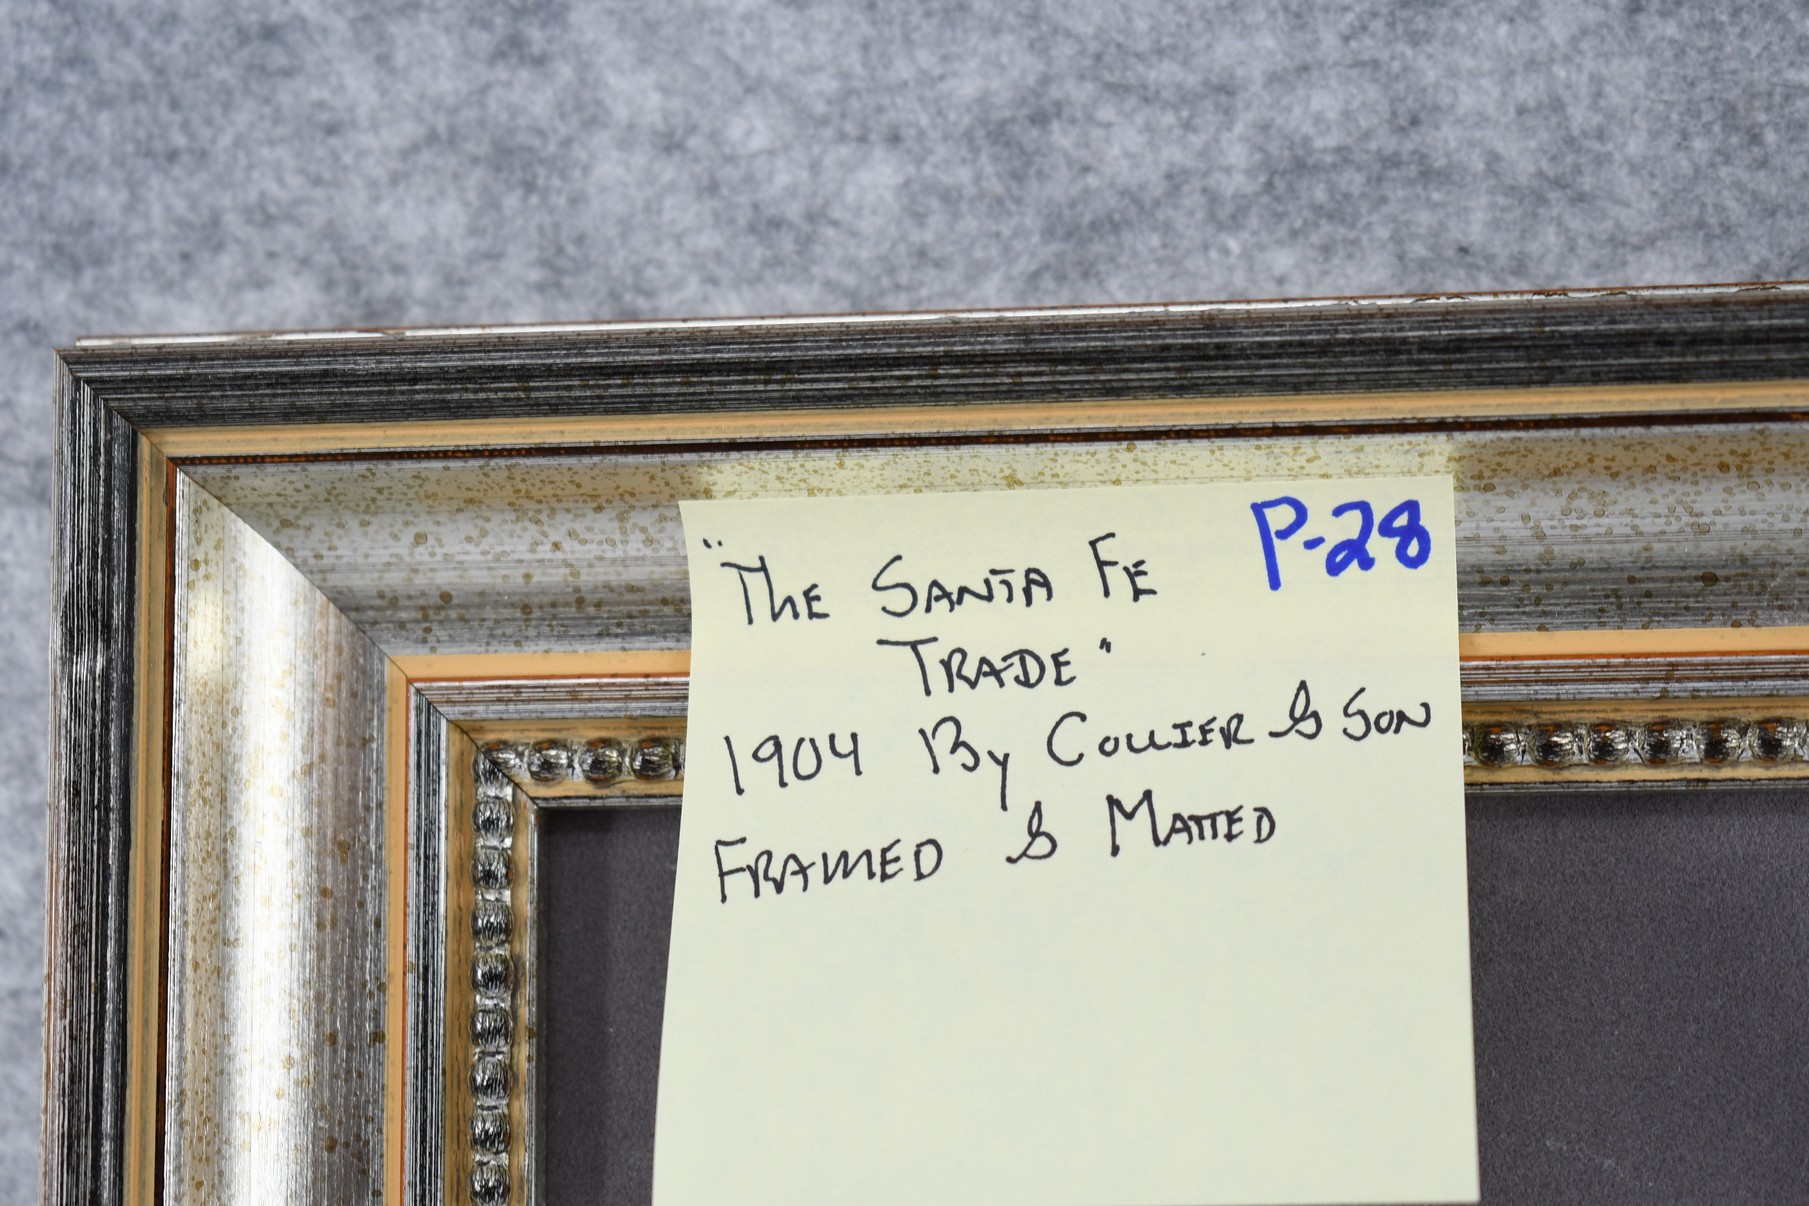 P-28
"The Santa Fe
Trade"
1904 By Collier & Son
Framed & Matted